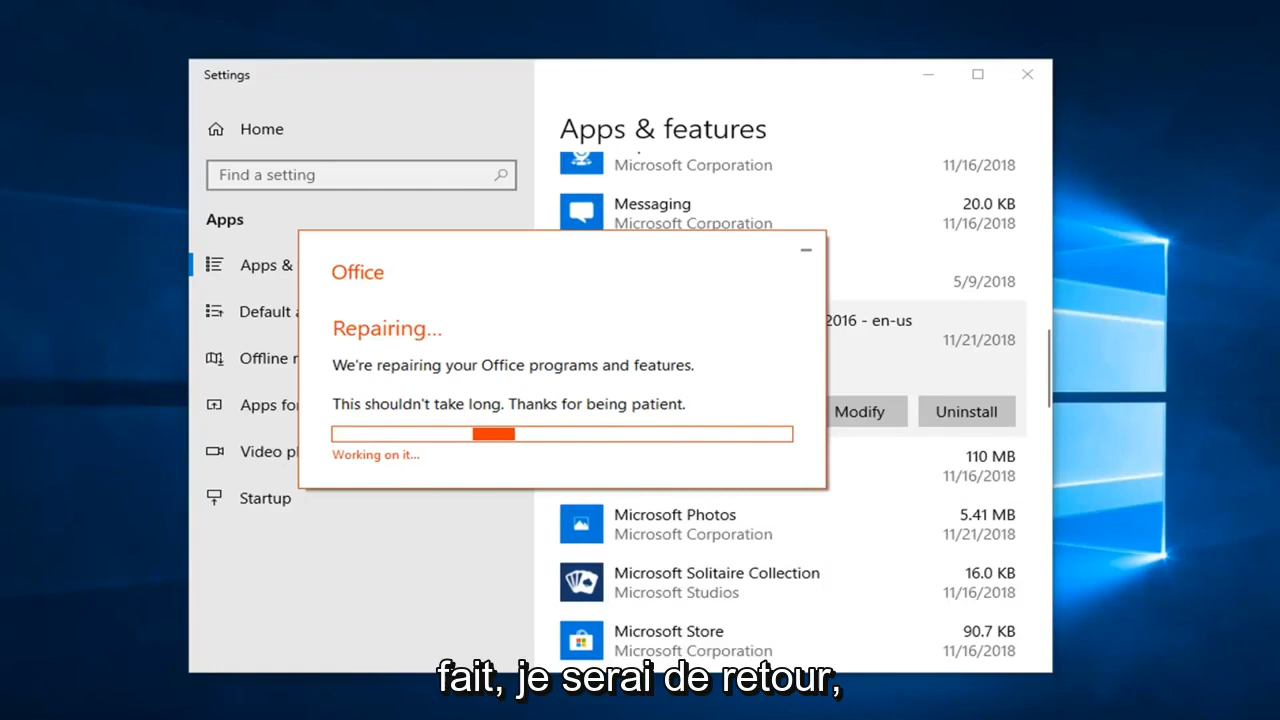 Settings
Home
Find a setting
Apps
Apps &
Default a
Offline r
Apps for
Video pl
Startup
Apps & features
Microsoft Corporation
11/16/2018
Messaging
20.0 KB
Microsoft Corporation
11/16/2018
5/9/2018
2016 - en-us
11/21/2018
Modify
Uninstall
Office
Repairing...
We're repairing your Office programs and features.
This shouldn't take long. Thanks for being patient.
Working on it...
110 MB
11/16/2018
Microsoft Photos
5.41 MB
Microsoft Corporation
11/21/2018
Microsoft Solitaire Collection
16.0 KB
Microsoft Studios
11/16/2018
Microsoft Store
90.7 KB
Microsoft Corporation
11/16/2018
fait, je serai de retour,